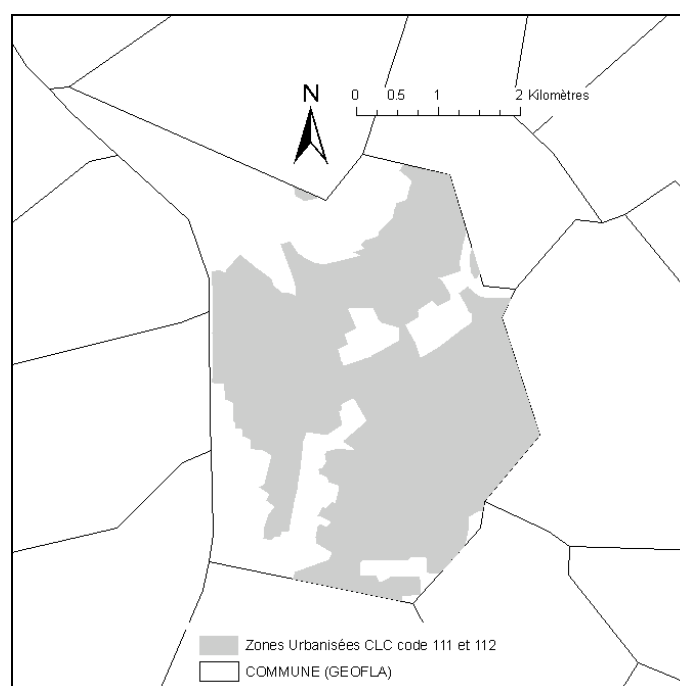 N
0 0.5 1 2 Kilomètres
Zones Urbanisées CLC code 111 et 112
COMMUNE (GEOFLA)